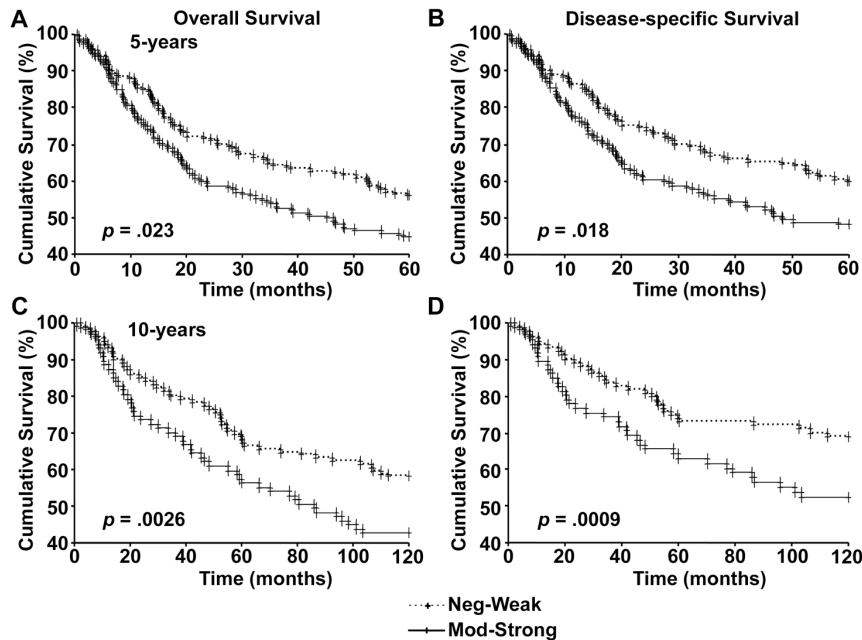 A
Overall Survival
5-years
Cumulative Survival (%)
100
90
80
70
60
50
40
p = .023
0 10 20 30 40 50 60
Time (months)
B
Disease-specific Survival
Cumulative Survival (%)
100
90
80
70
60
50
40
p = .018
0 10 20 30 40 50 60
Time (months)
C
10-years
Cumulative Survival (%)
100
90
80
70
60
50
40
p = .0026
0 20 40 60 80 100 120
Time (months)
D
Cumulative Survival (%)
100
90
80
70
60
50
40
p = .0009
0 20 40 60 80 100 120
Time (months)
Neg-Weak
Mod-Strong